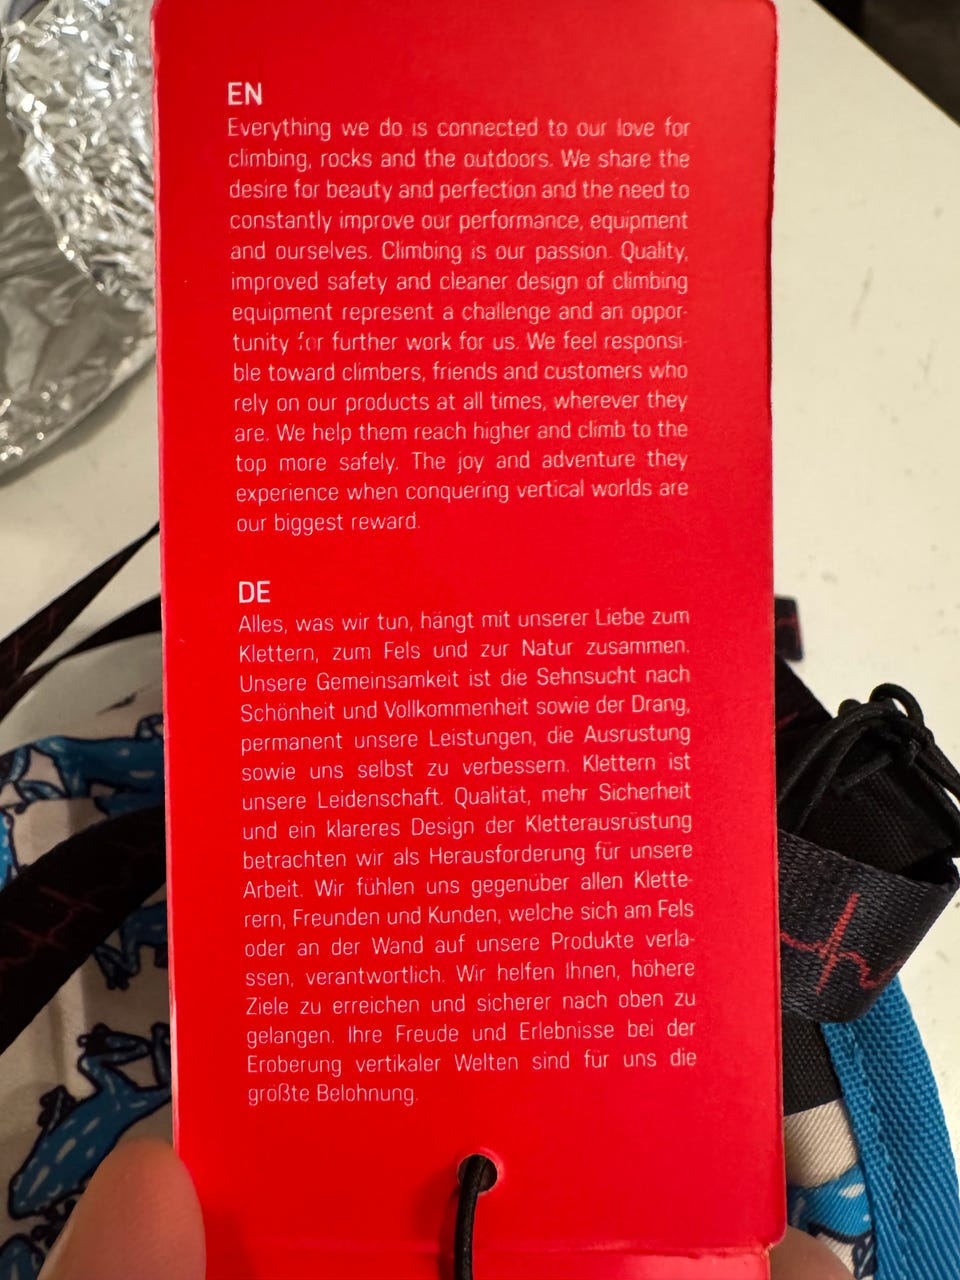 EN
Everything we do is connected to our love for
climbing, rocks and the outdoors. We share the
desire for beauty and perfection and the need to
constantly improve our performance, equipment
and ourselves. Climbing is our passion. Quality,
improved safety and cleaner design of climbing
equipment represent a challenge and an oppor-
tunity for further work for us. We feel responsi-
ble toward climbers, friends and customers who
rely on our products at all times, wherever they
are. We help them reach higher and climb to the
top more safely. The joy and adventure they
experience when conquering vertical worlds are
our biggest reward.
DE
Alles, was wir tun, hängt mit unserer Liebe zum
Klettern, zum Fels und zur Natur zusammen.
Unsere Gemeinsamkeit ist die Sehnsucht nach
Schönheit und Vollkommenheit sowie der Drang,
permanent unsere Leistungen, die Ausrüstung
sowie uns selbst zu verbessern. Klettern ist
unsere Leidenschaft. Qualität, mehr Sicherheit
und ein klareres Design der Kletterausrüstung
betrachten wir als Herausforderung für unsere
Arbeit. Wir fühlen uns gegenüber allen Klette-
rern, Freunden und Kunden, welche sich am Fels
oder an der Wand auf unsere Produkte verla-
ssen, verantwortlich. Wir helfen Ihnen, höhere
Ziele zu erreichen und sicherer nach oben zu
gelangen. Ihre Freude und Erlebnisse bei der
Eroberung vertikaler Welten sind für uns die
größte Belohnung.